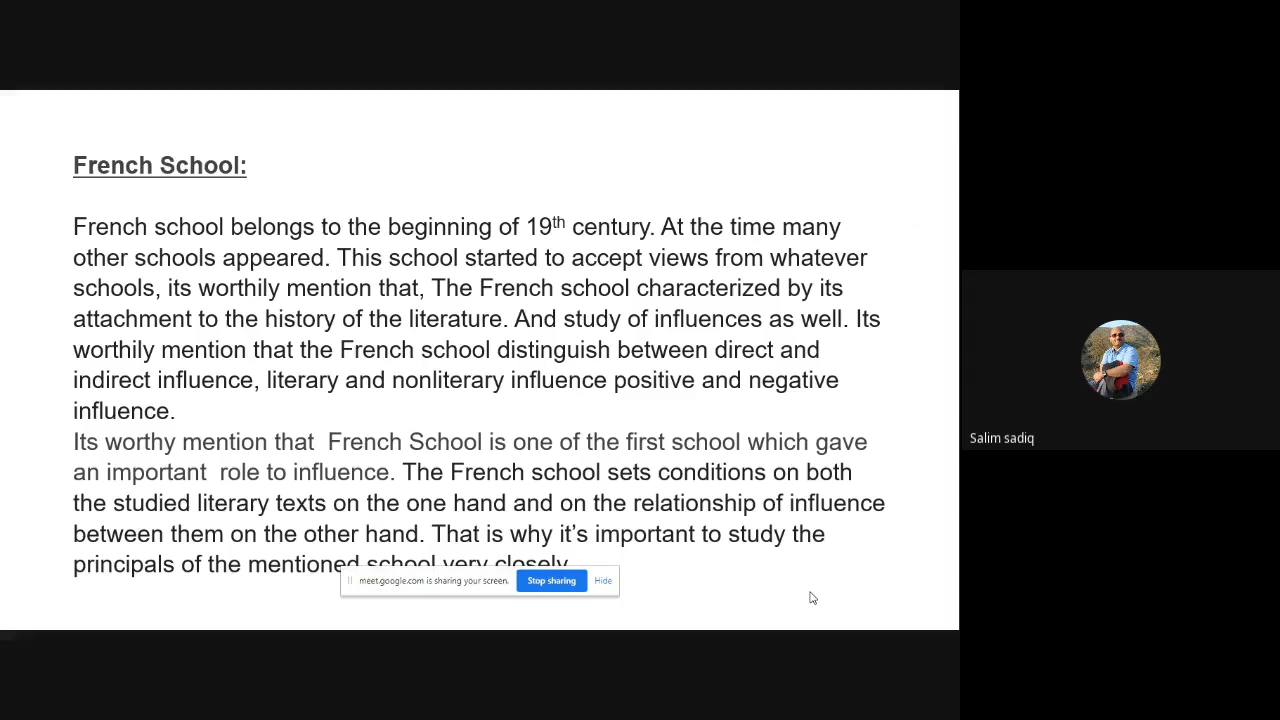 French School:
French school belongs to the beginning of 19th century. At the time many
other schools appeared. This school started to accept views from whatever
schools, its worthily mention that, The French school characterized by its
attachment to the history of the literature. And study of influences as well. Its
worthily mention that the French school distinguish between direct and
indirect influence, literary and nonliterary influence positive and negative
influence.
Its worthy mention that  French School is one of the first school which gave
an important  role to influence. The French school sets conditions on both
the studied literary texts on the one hand and on the relationship of influence
between them on the other hand. That is why it's important to study the
principals of the mentioned school very closely
meet.google.com is sharing your screen. Stop sharing Hide
Salim sadiq